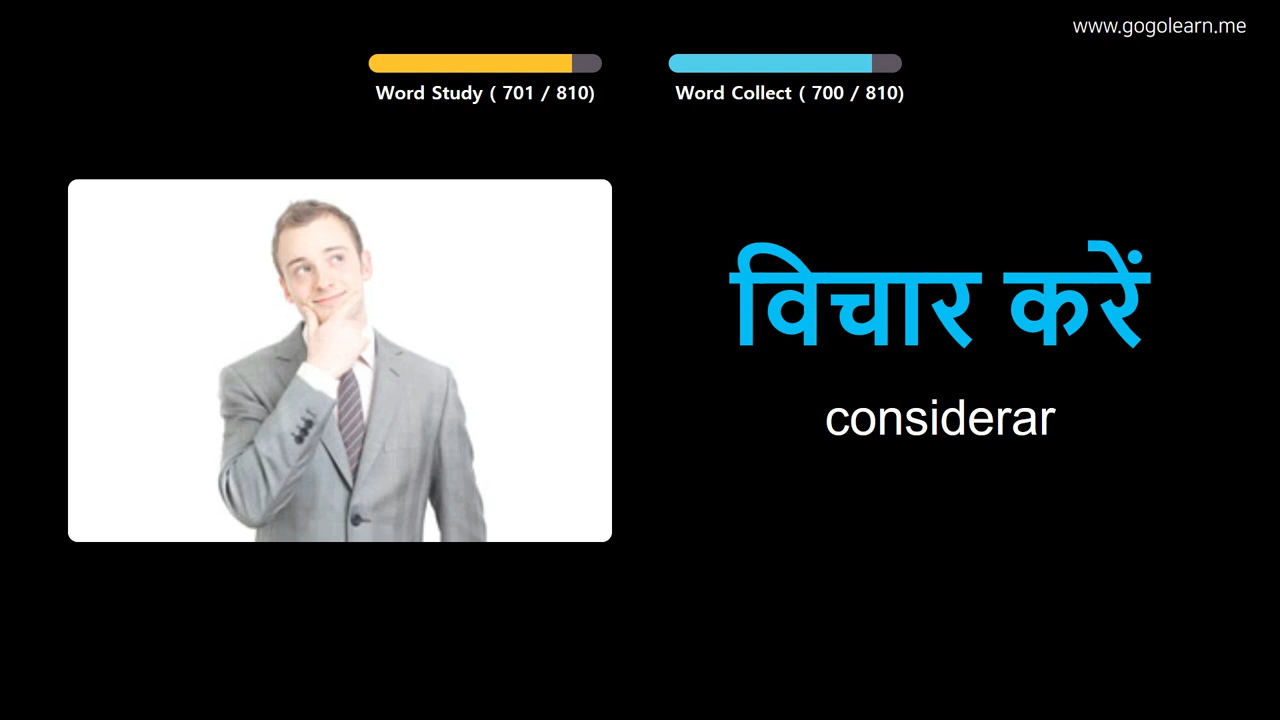 www.gogolearn.me
Word Study ( 701 / 810)
Word Collect ( 700 / 810)
विचार करें
considerar